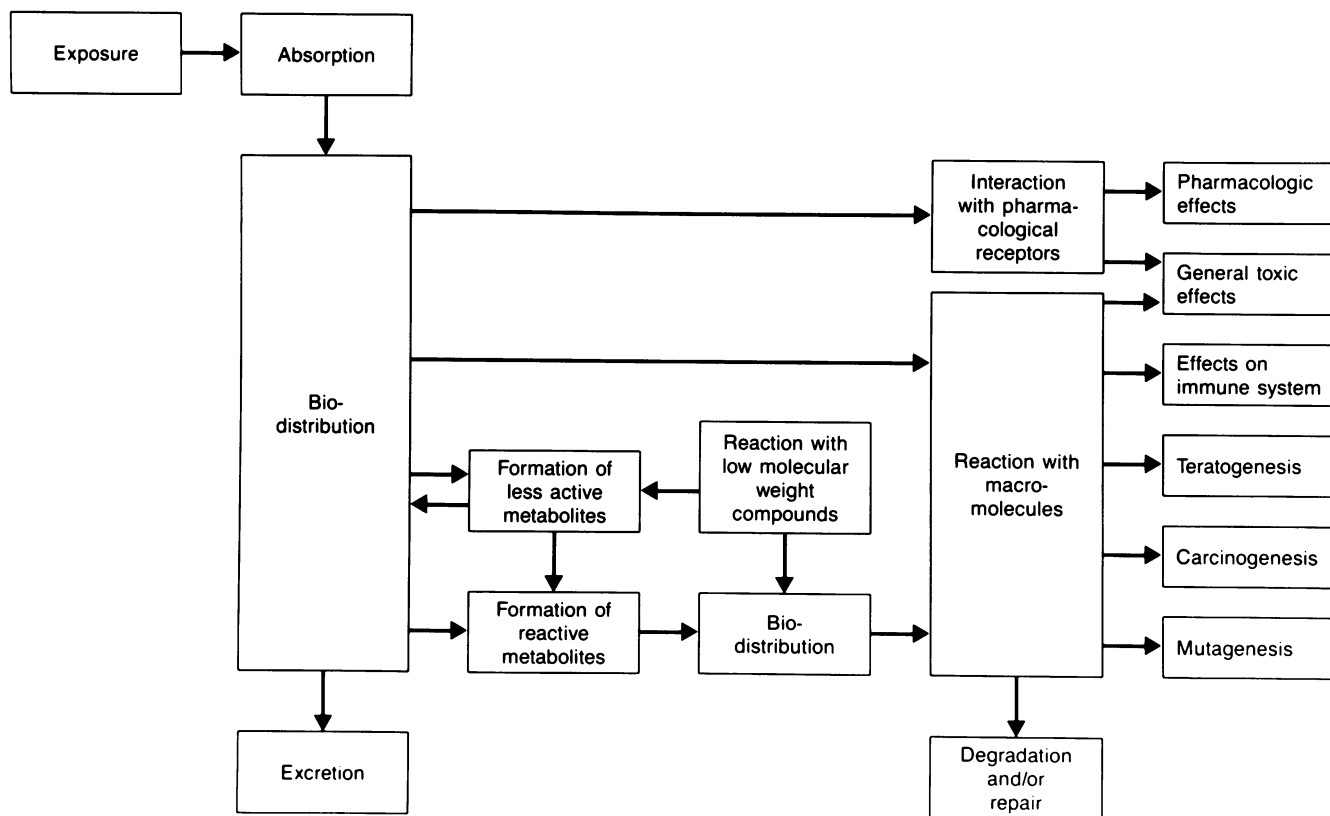 Exposure
Absorption
Interaction
with pharma-
cological
receptors
Pharmacologic
effects
General toxic
effects
Effects on
immune system
Bio-
distribution
Formation of
less active
metabolites
Reaction with
low molecular
weight
compounds
Reaction with
macro-
molecules
Teratogenesis
Carcinogenesis
Formation of
reactive
metabolites
Bio-
distribution
Mutagenesis
Excretion
Degradation
and/or
repair